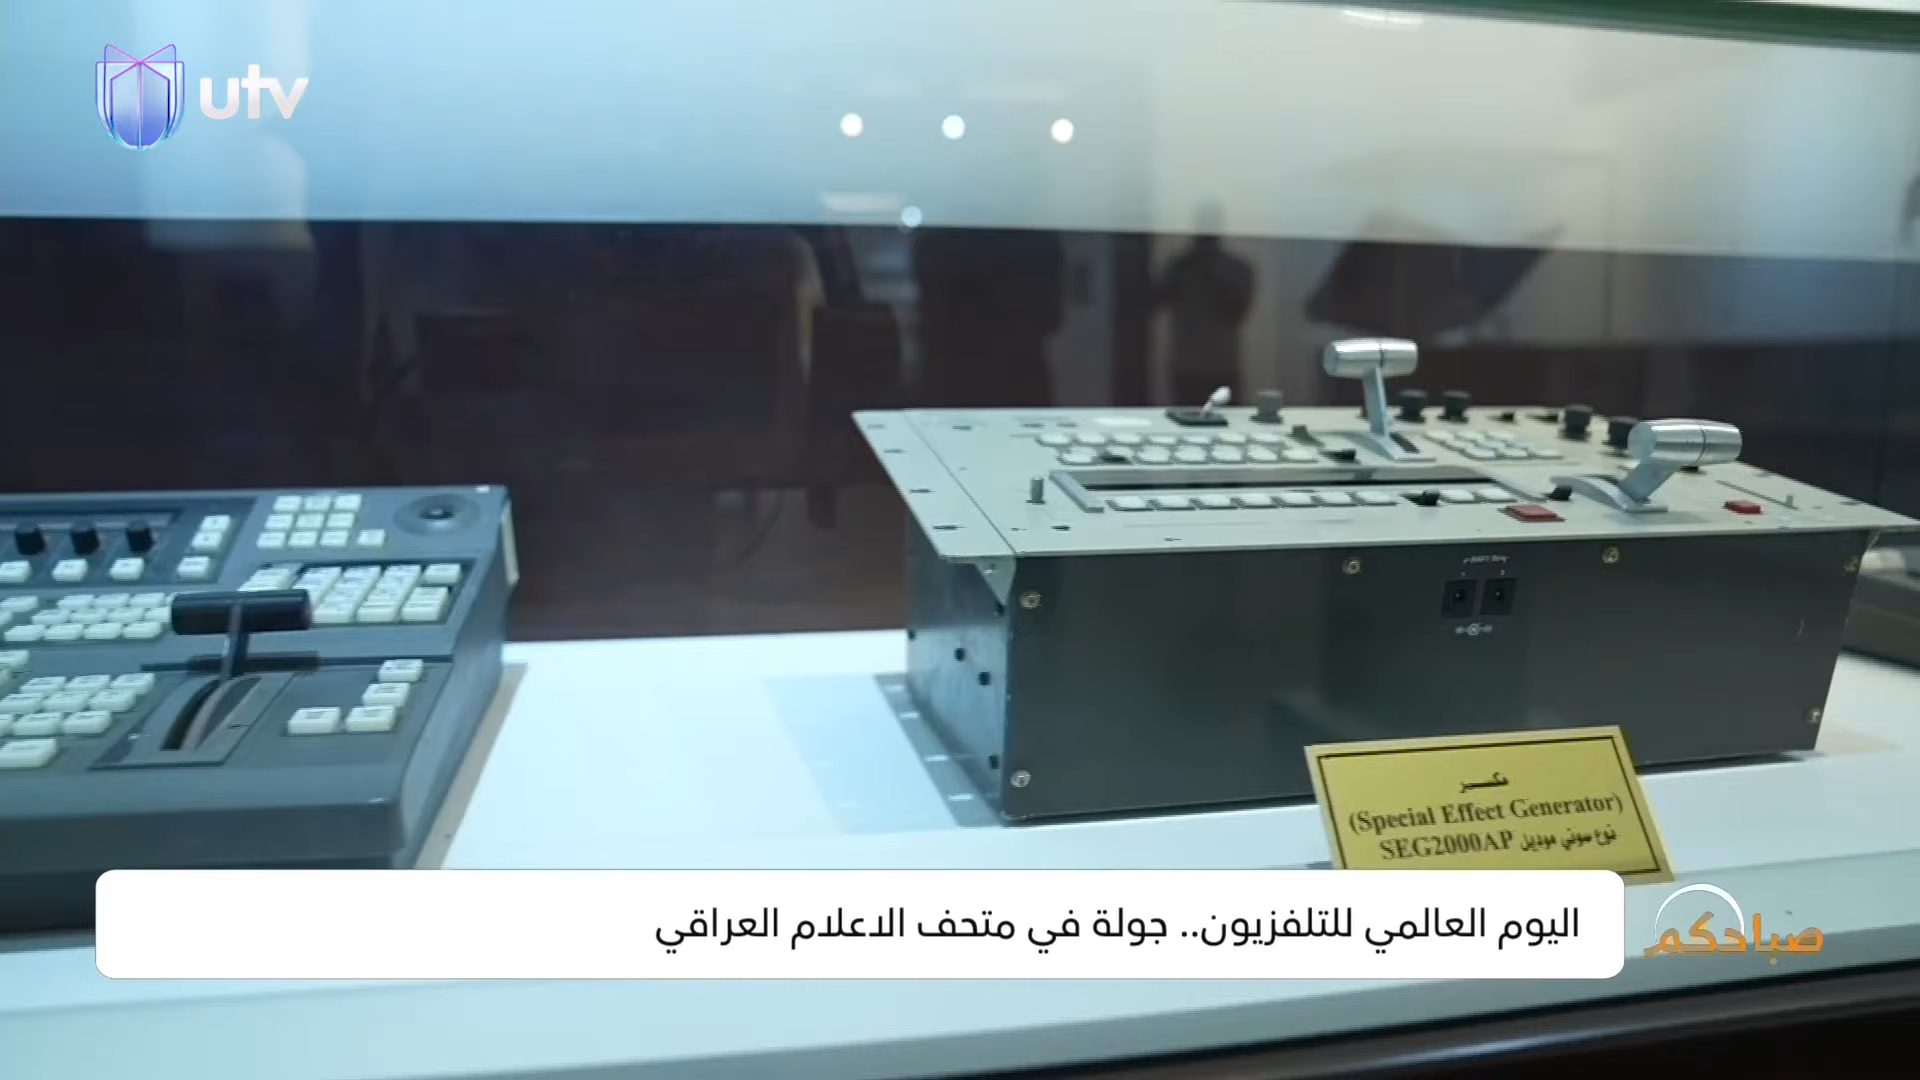 utv
مكسر
(Special Effect Generator)
نوع سوني موديل SEG2000AP
اليوم العالمي للتلفزيون.. جولة في متحف الاعلام العراقي
صباحكم